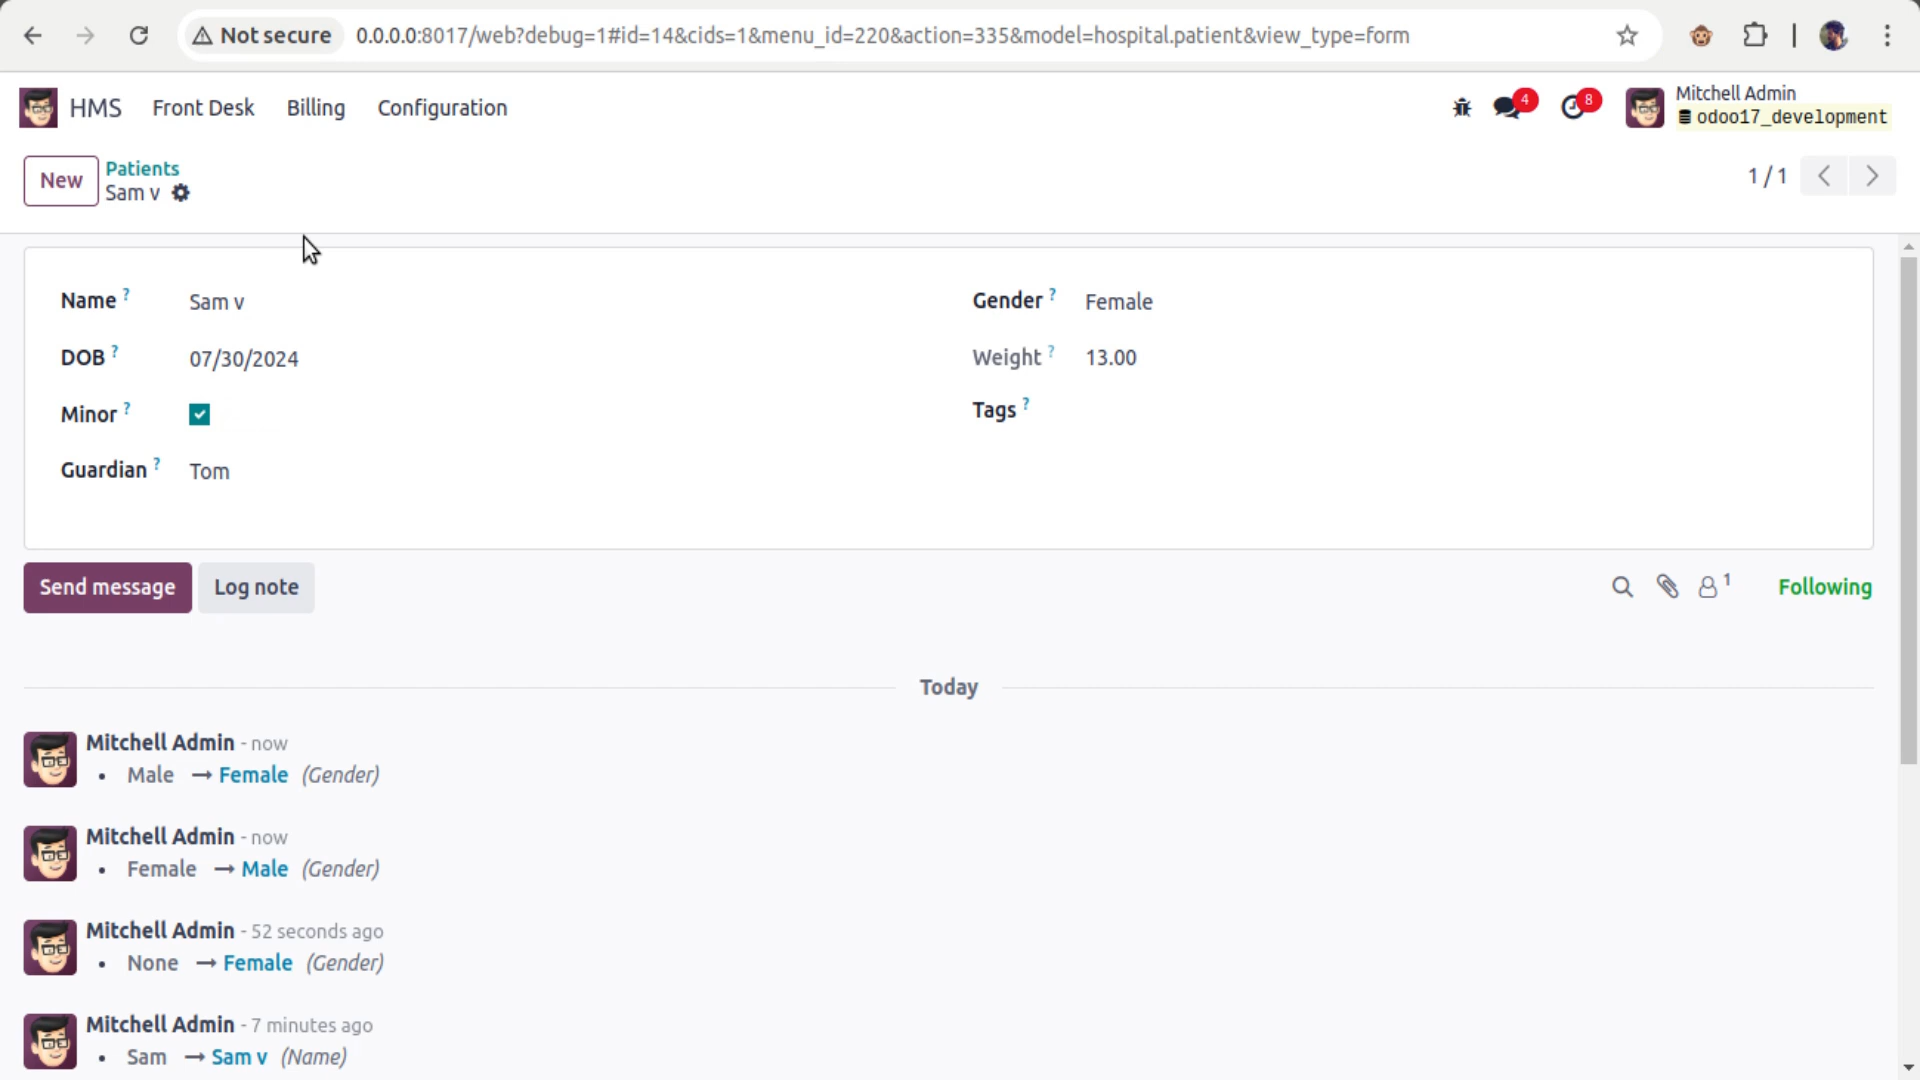 Not secure 0.0.0.0:8017/web?debug=1#id=14&cids=1&menu_id=220&action=335&model=hospital.patient&view_type=form
HMS Front Desk Billing Configuration 4 8 Mitchell Admin
odoo17_development
New Patients
Sam v 1 / 1
Name ? Sam v Gender ? Female
DOB ? 07/30/2024 Weight ? 13.00
Minor ? Tags ?
Guardian ? Tom
Send message Log note 1 Following
Today
Mitchell Admin - now
• Male → Female (Gender)
Mitchell Admin - now
• Female → Male (Gender)
Mitchell Admin - 52 seconds ago
• None → Female (Gender)
Mitchell Admin - 7 minutes ago
• Sam → Sam v (Name)